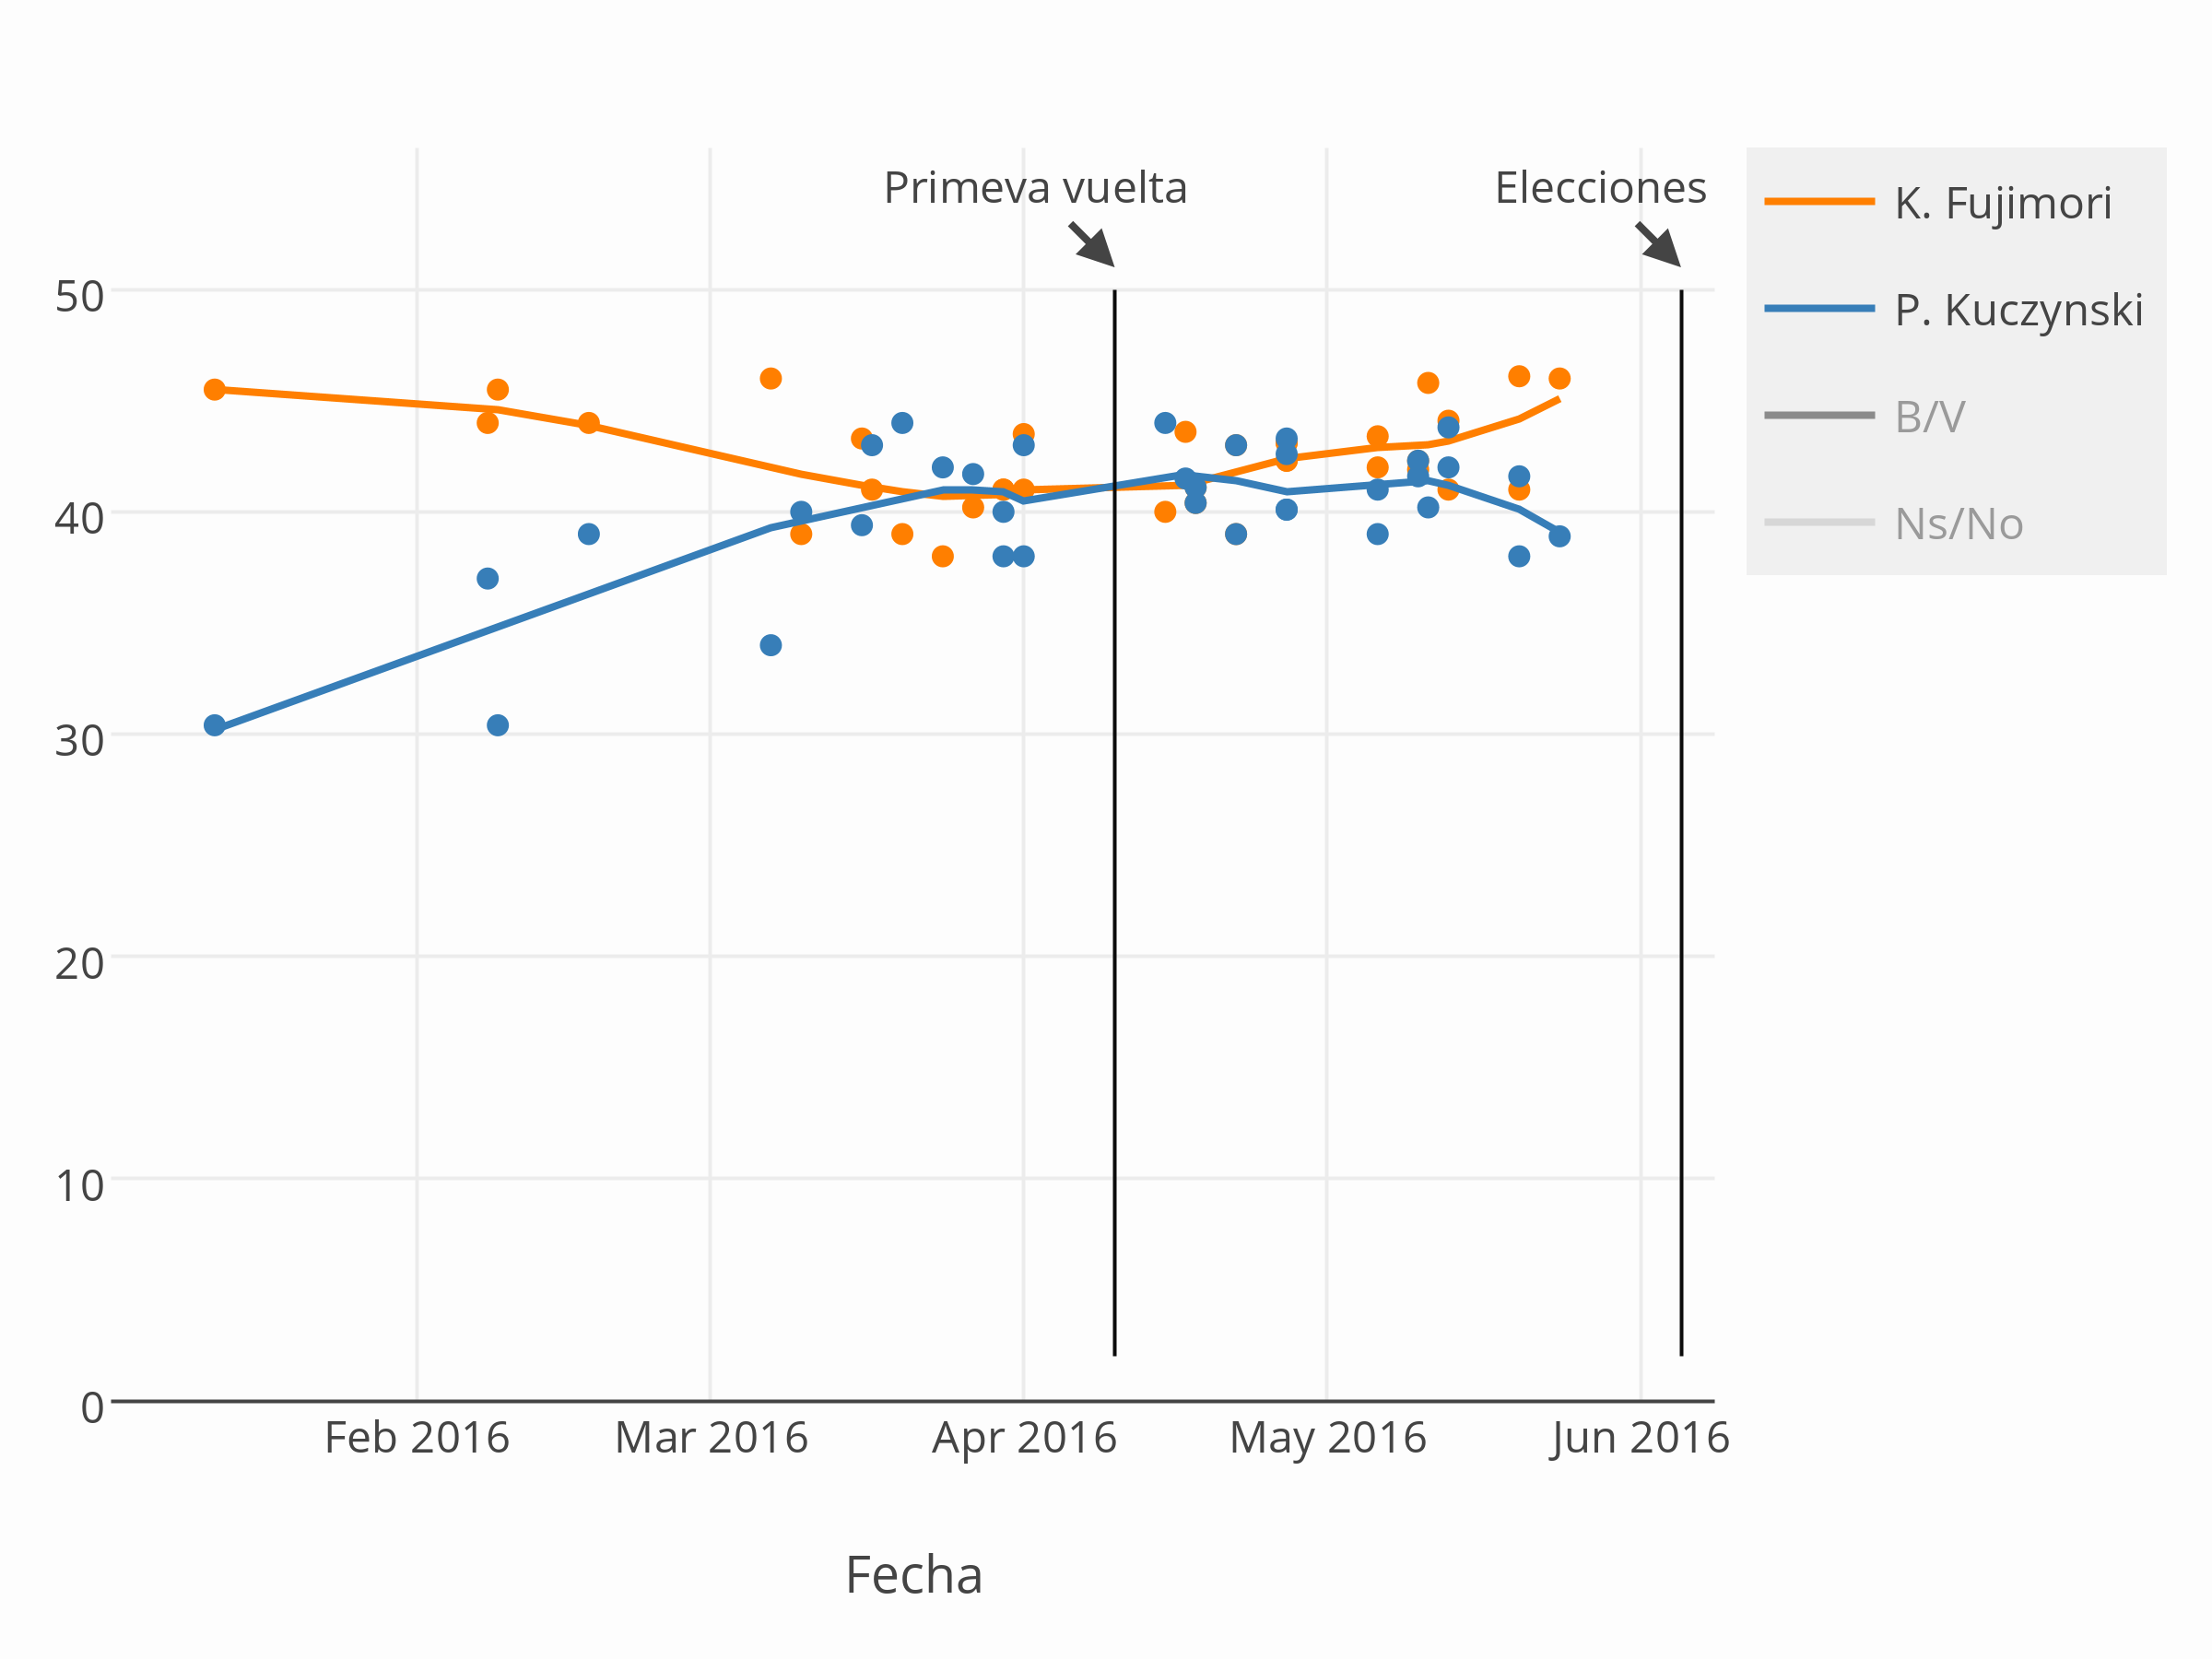 Primeva vuelta
Elecciones
K. Fujimori
P. Kuczynski
B/V
Ns/No
50
40
30
20
10
0
Feb 2016
Mar 2016
Apr 2016
May 2016
Jun 2016
Fecha